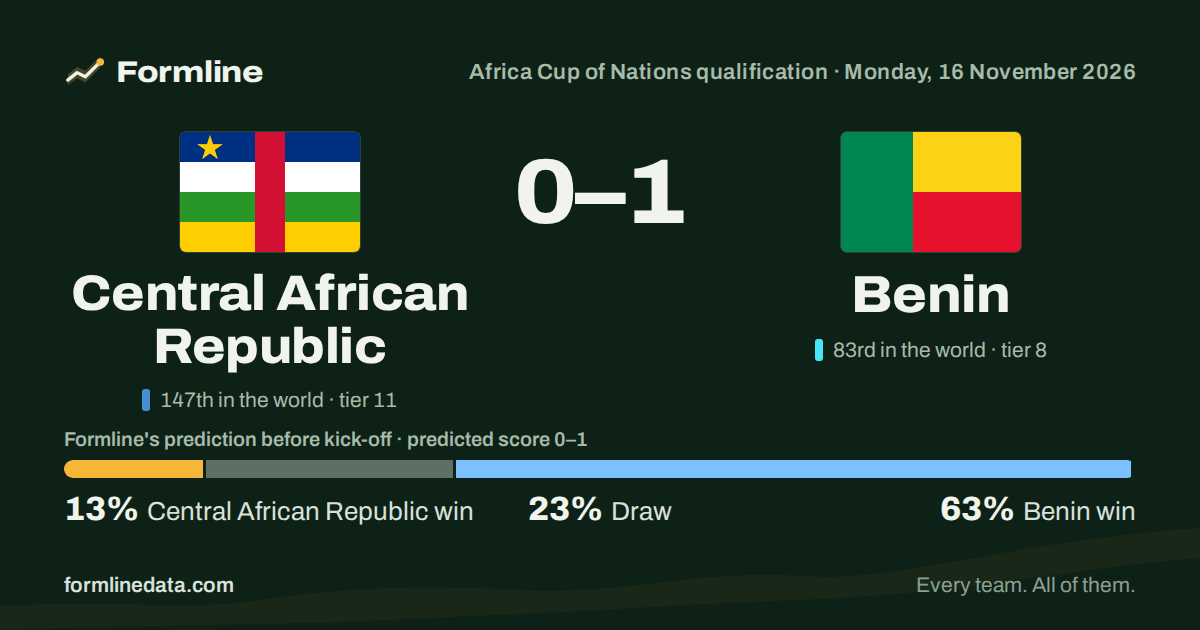 Formline
Africa Cup of Nations qualification · Monday, 16 November 2026
0–1
Central African
Republic
147th in the world · tier 11
Benin
83rd in the world · tier 8
Formline's prediction before kick-off · predicted score 0–1
13% Central African Republic win
23% Draw
63% Benin win
formlinedata.com
Every team. All of them.